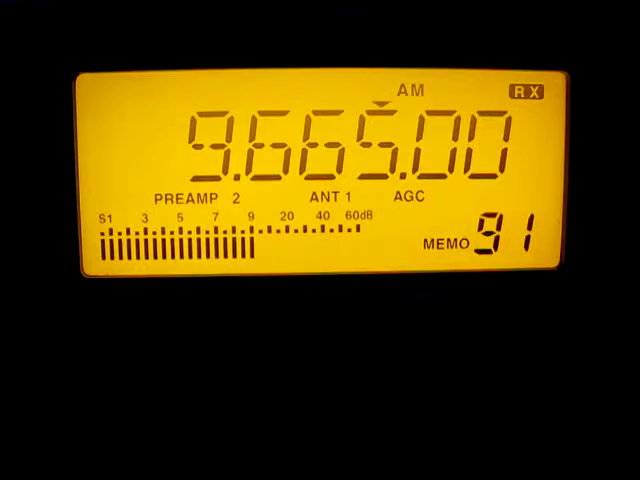 AM RX
9.665.00
PREAMP 2 ANT 1 AGC
S1 3 5 7 9 20 40 60dB
MEMO 91